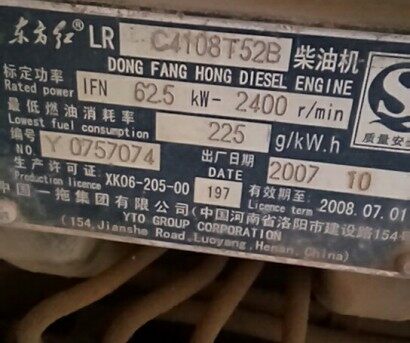 东方红® LR C4108T52B 柴油机
DONG FANG HONG DIESEL ENGINE
标定功率 IFN 62.5 kW- 2400 r/min
Rated power
最低燃油消耗率 225 g/kW.h
Lowest fuel consumption
编号 Y 0757074 出厂日期 2007 10
NO. DATE
质量安
生产许可证: XK06-205-00 197 有效期至: 2008.07.01
Production licence Licence term
中国一拖集团有限公司(中国河南省洛阳市建设路154号
YTO GROUP CORPORATION
(154,Jianshe Road,Luoyang,Henan,China)